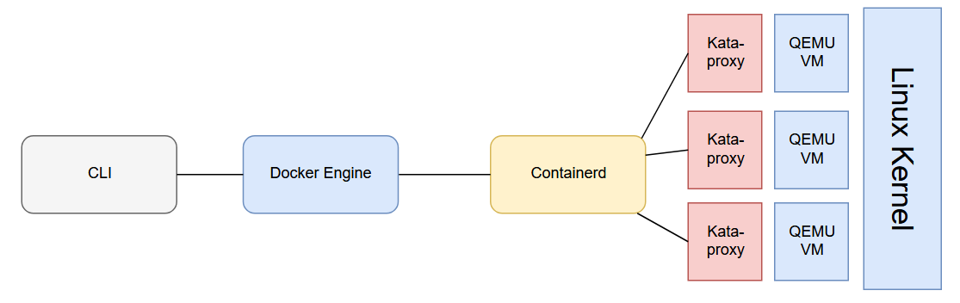 Kata-
proxy
QEMU
VM
CLI
Docker Engine
Containerd
Kata-
proxy
QEMU
VM
Kata-
proxy
QEMU
VM
Linux Kernel